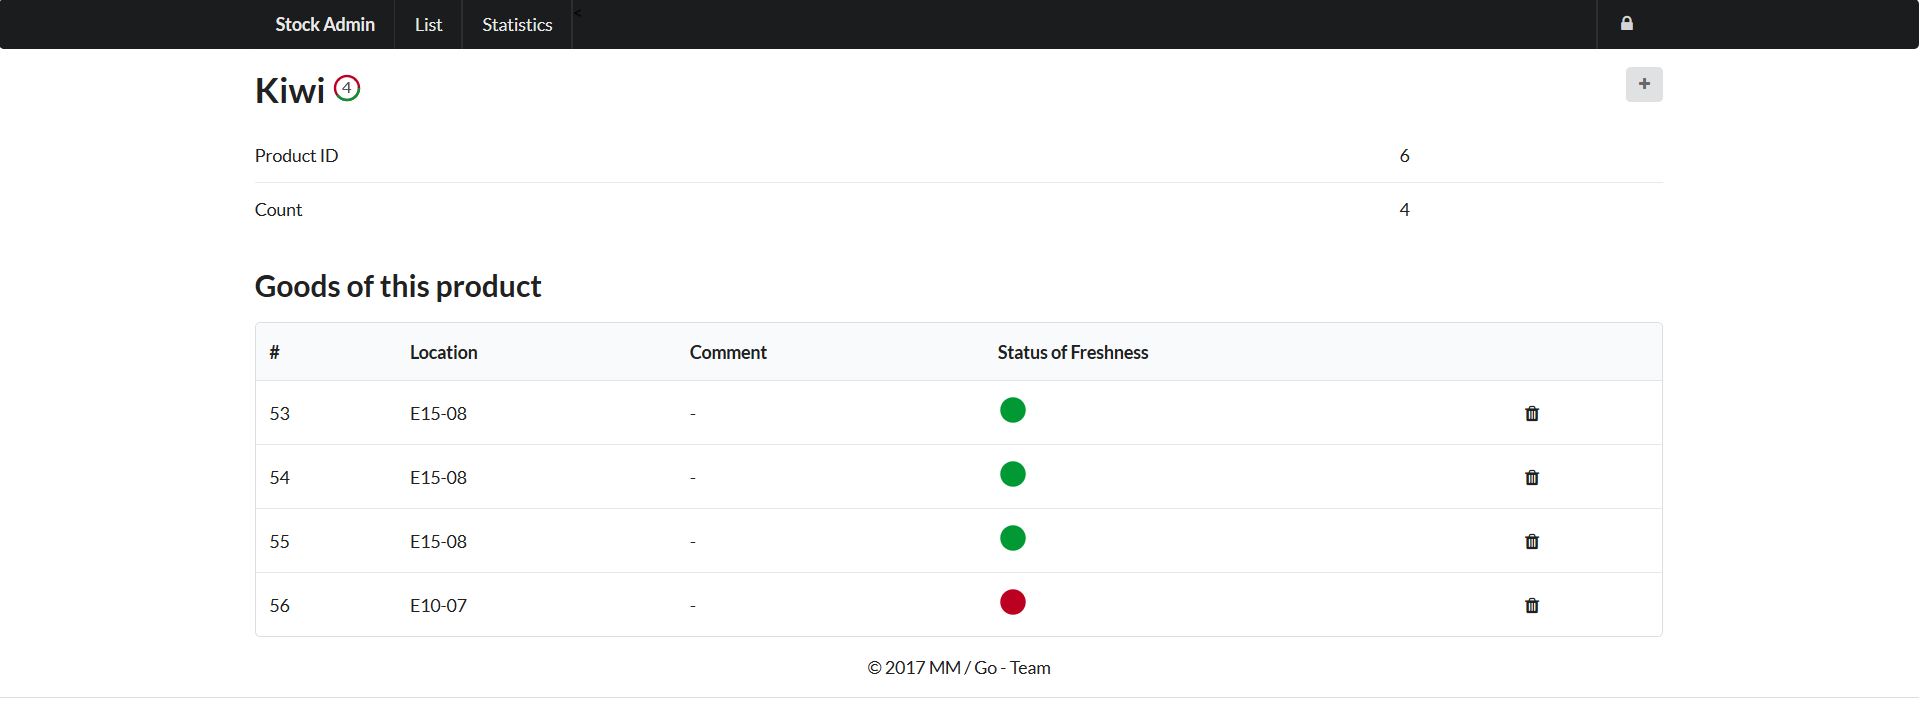 Stock Admin List Statistics <
Kiwi 4
+
Product ID 6
Count 4
Goods of this product
# Location Comment Status of Freshness
53 E15-08 -
54 E15-08 -
55 E15-08 -
56 E10-07 -
© 2017 MM / Go - Team